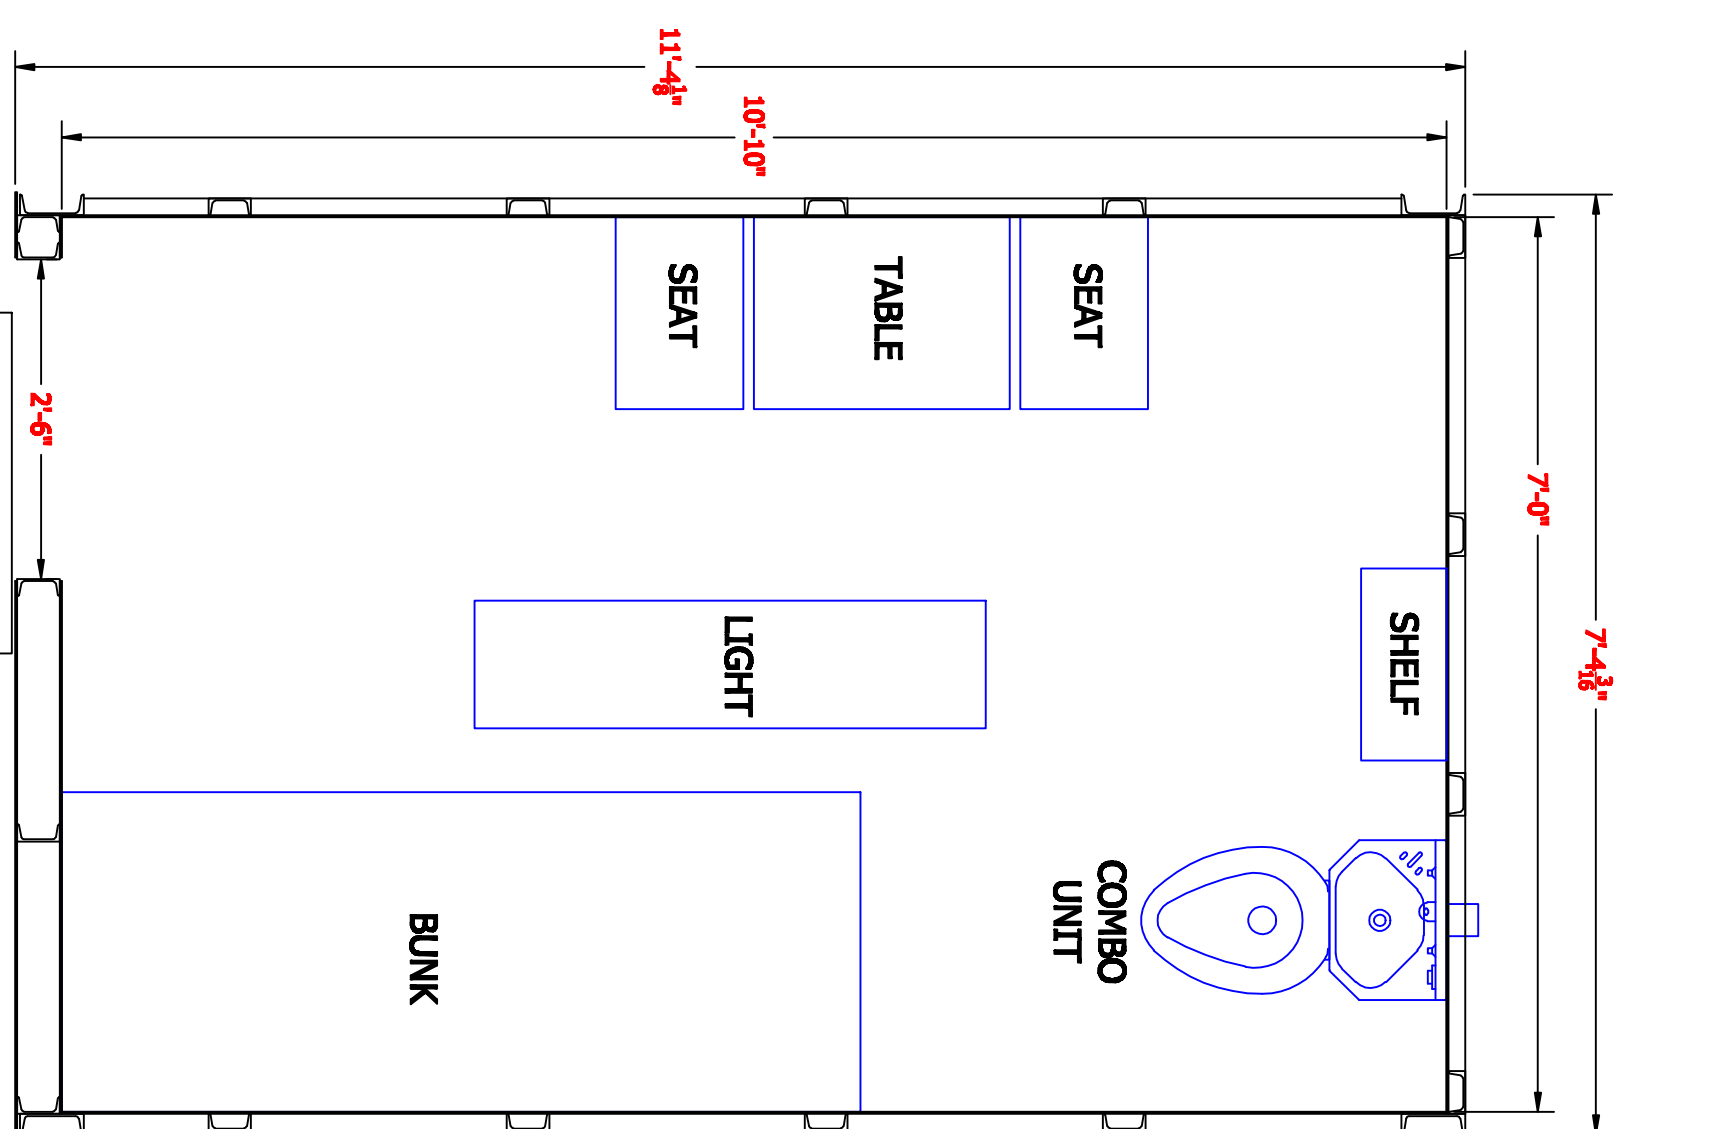 11'-4 1/8"
10'-10"
SEAT
TABLE
SEAT
2'-6"
7'-0"
LIGHT
SHELF
7'-4 3/16"
BUNK
COMBO
UNIT